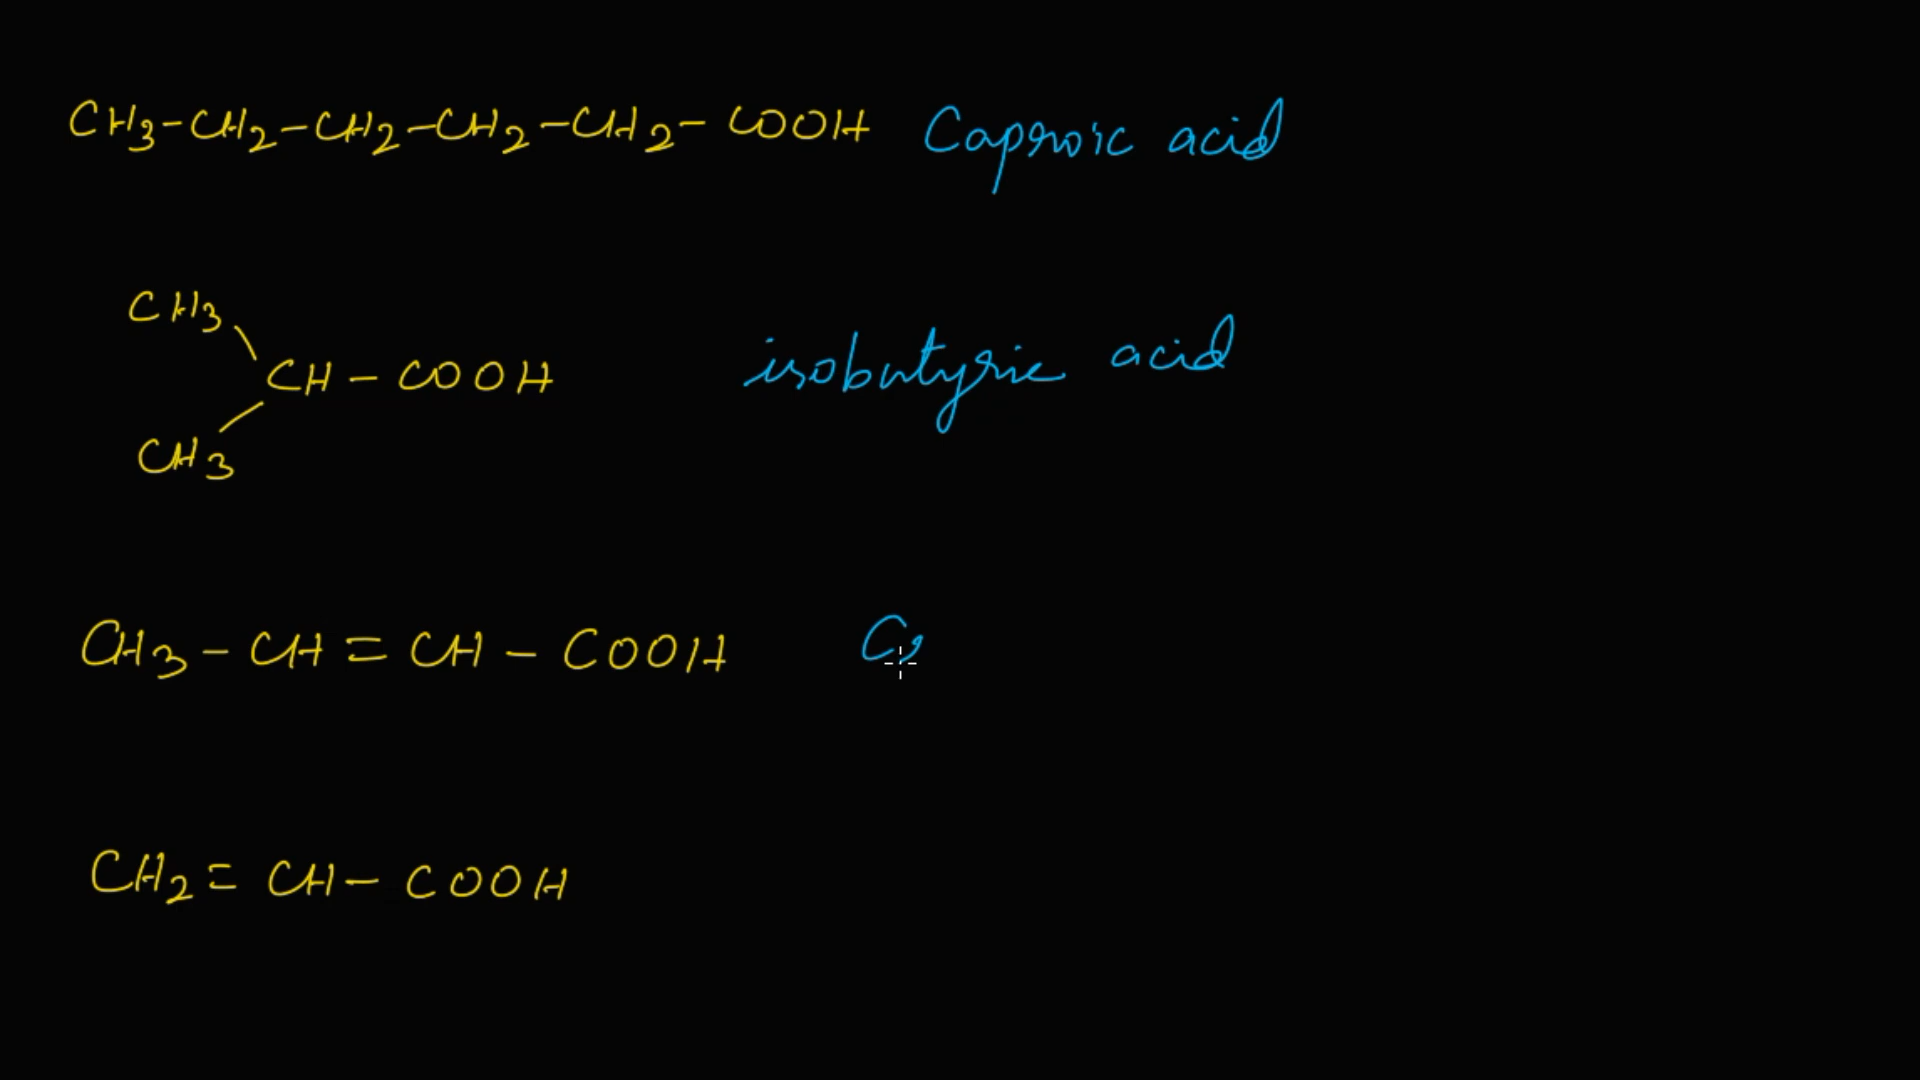 CH3-CH2-CH2-CH2-CH2-COOH Caproic acid
CH3
CH-COOH isobutyric acid
CH3
CH3-CH=CH-COOH Cr
CH2=CH-COOH